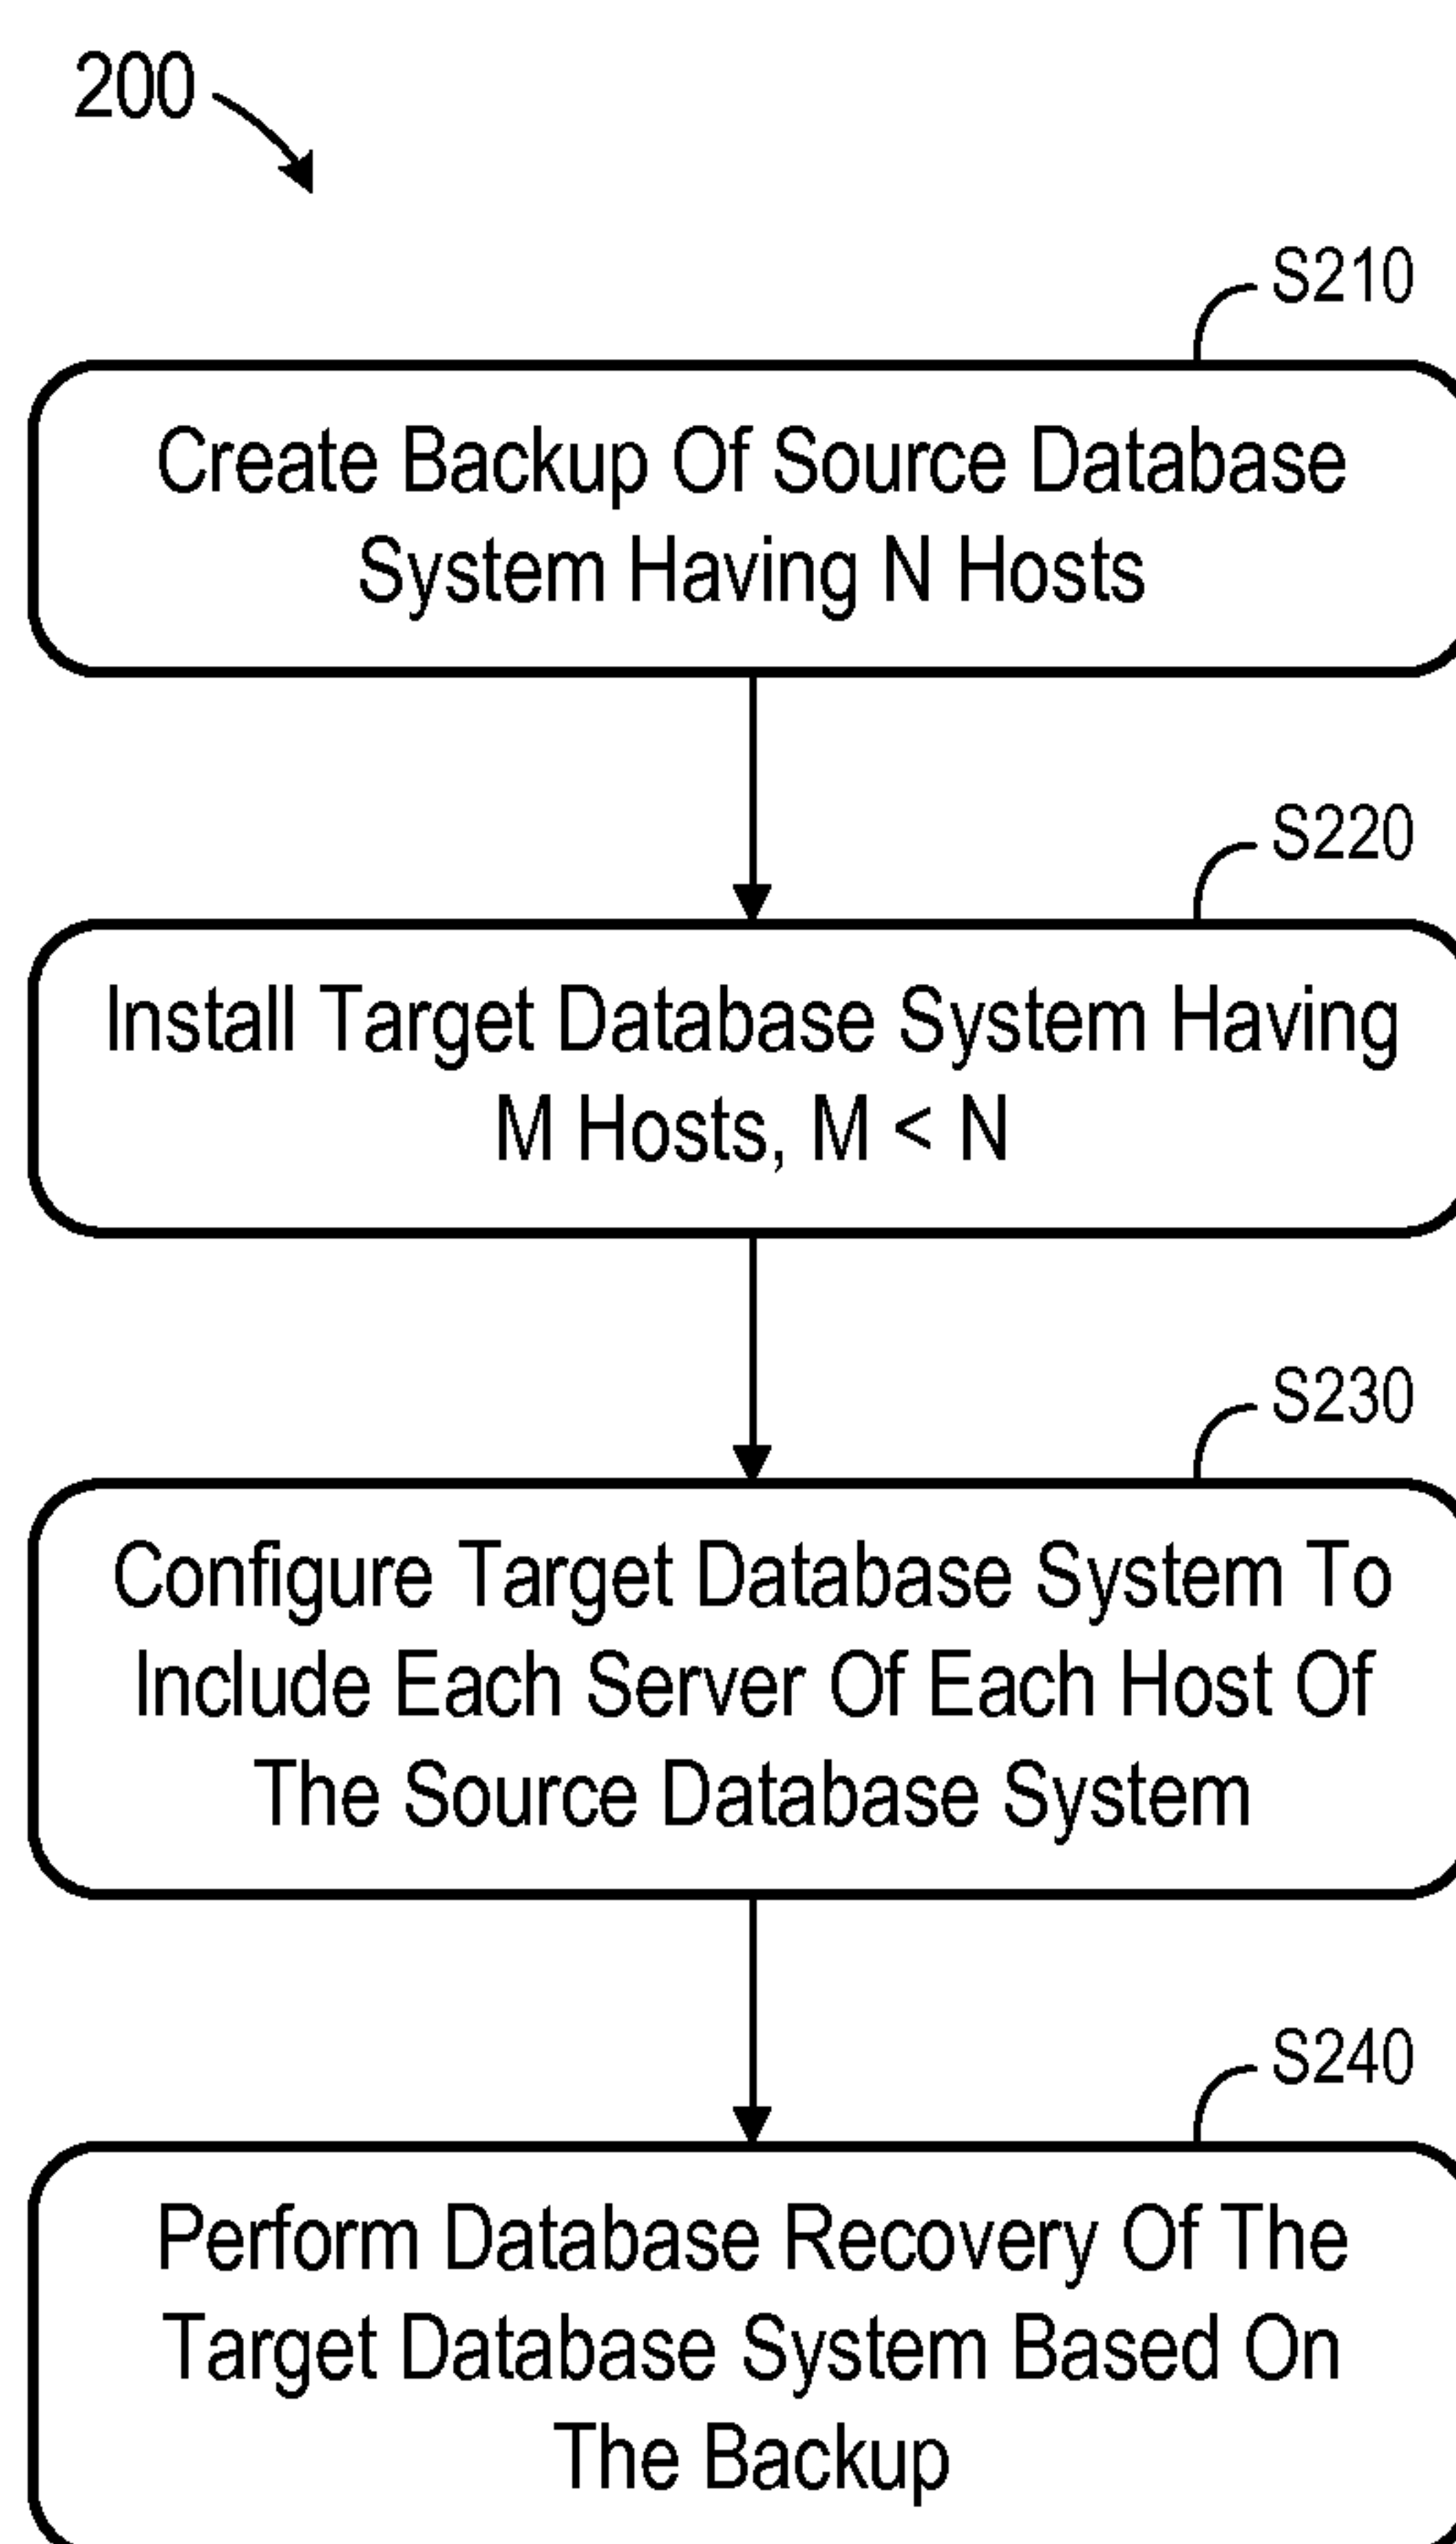 200
S210
Create Backup Of Source Database
System Having N Hosts
S220
Install Target Database System Having
M Hosts, M < N
S230
Configure Target Database System To
Include Each Server Of Each Host Of
The Source Database System
S240
Perform Database Recovery Of The
Target Database System Based On
The Backup